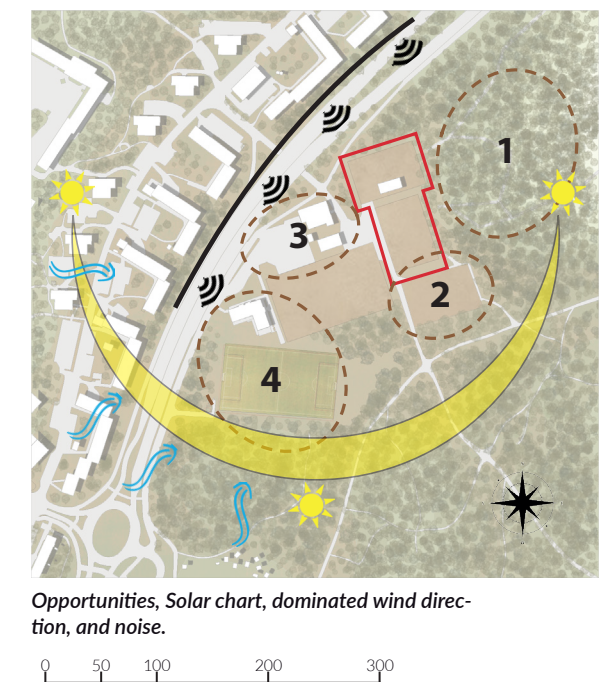 1
3
2
4
Opportunities, Solar chart, dominated wind direc-
tion, and noise.
0 50 100 200 300